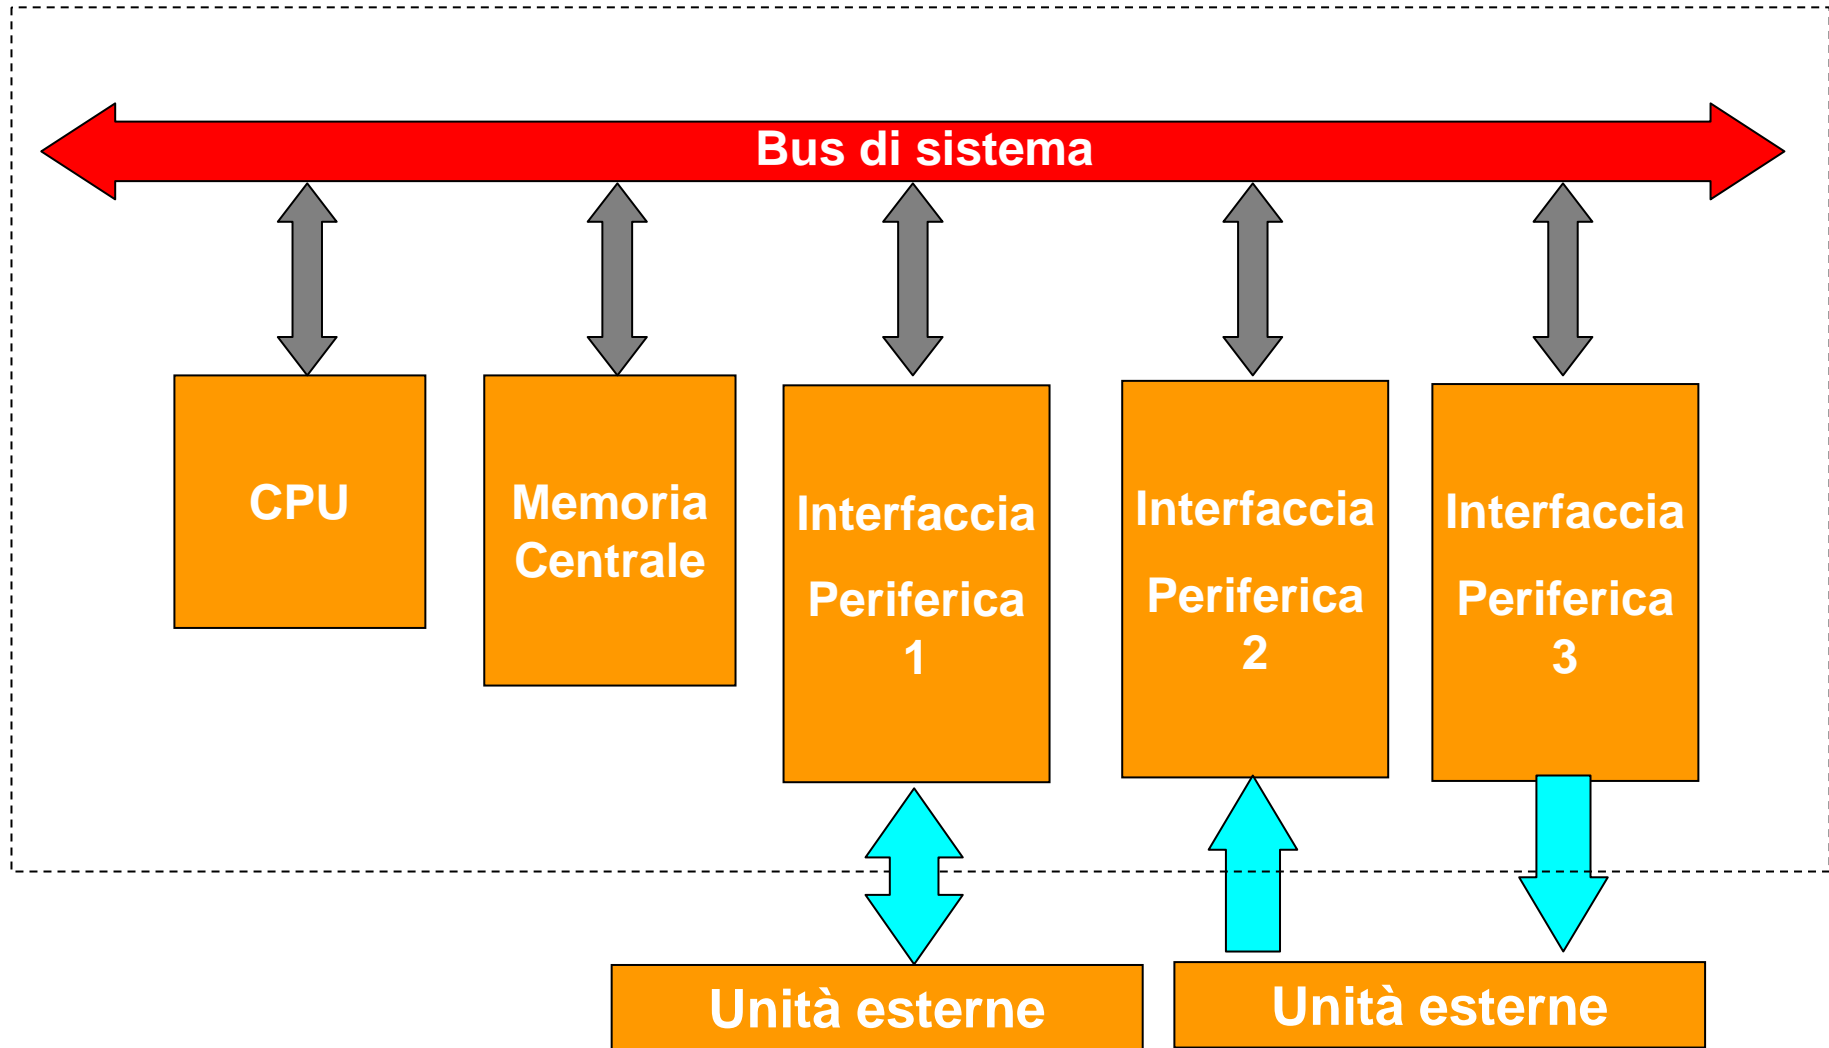 Bus di sistema
CPU
Memoria
Centrale
Interfaccia
Periferica
1
Interfaccia
Periferica
2
Interfaccia
Periferica
3
Unità esterne
Unità esterne